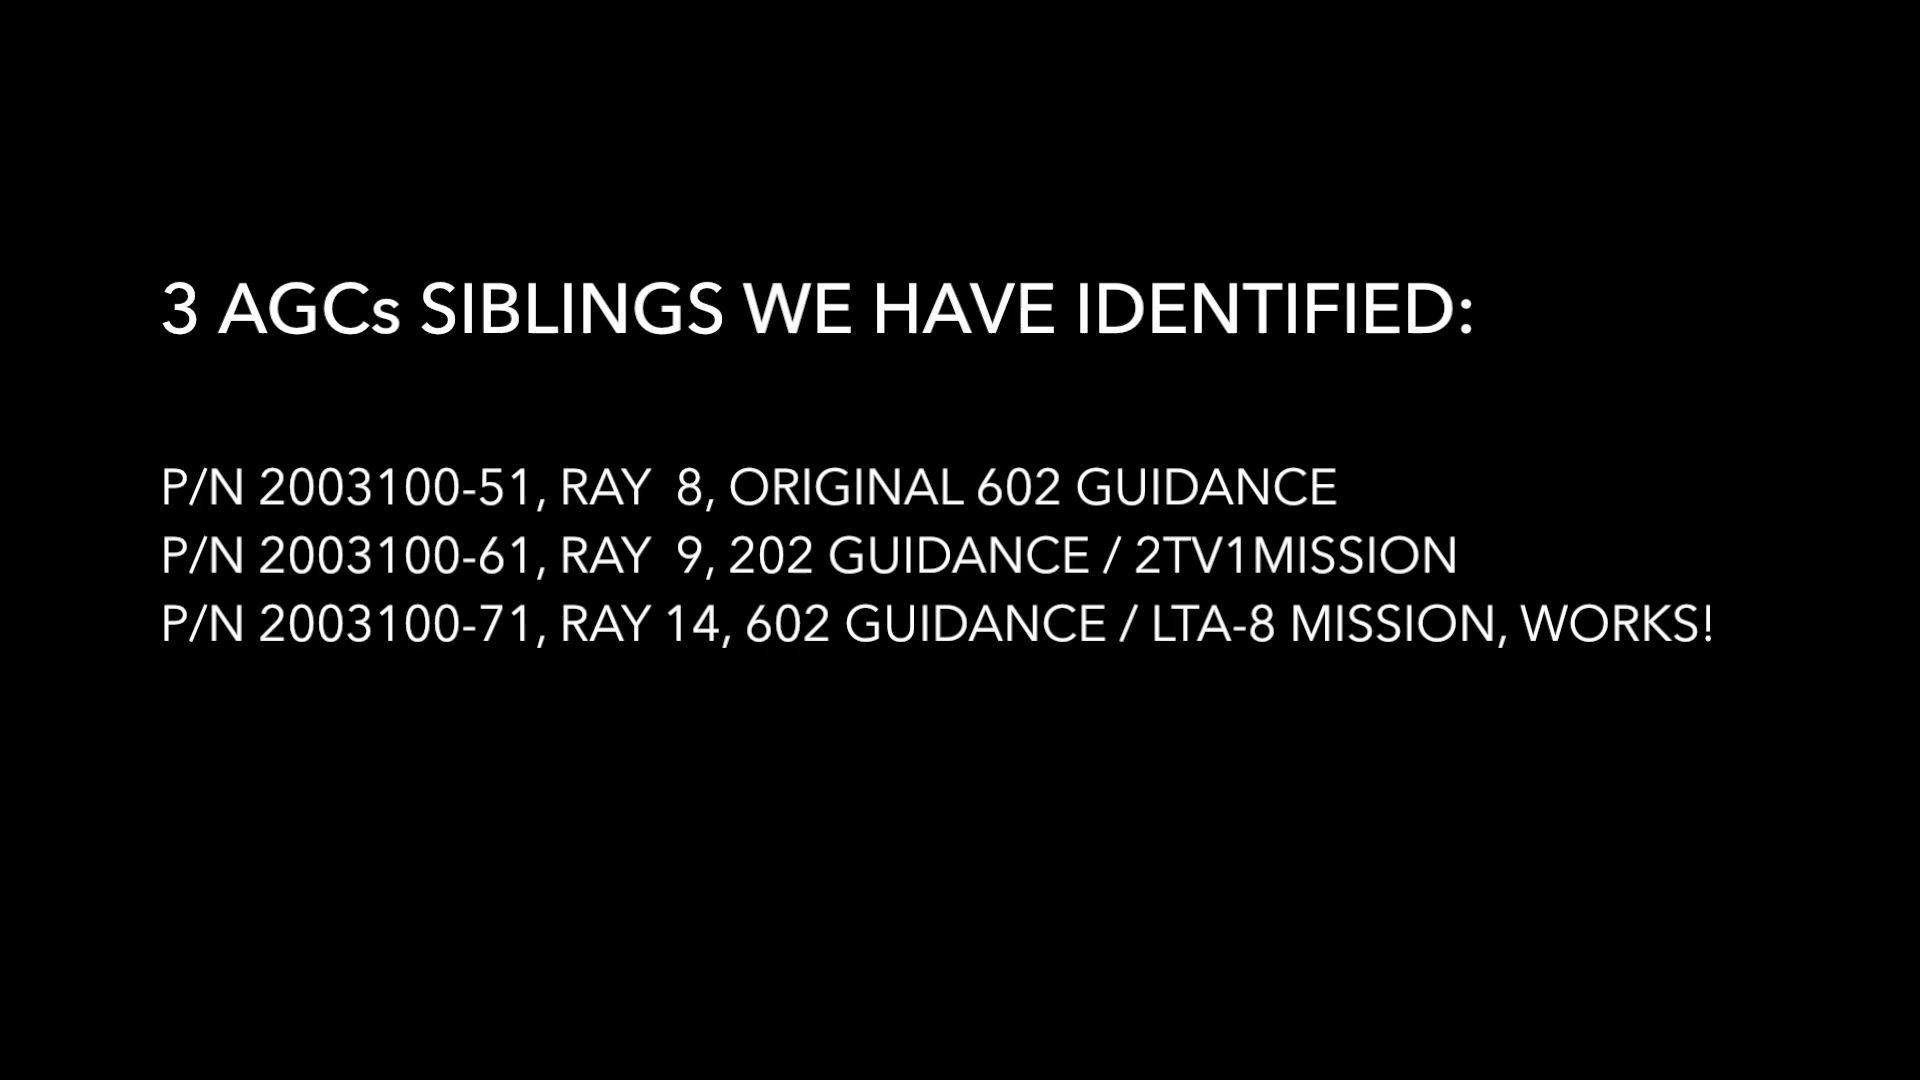 3 AGCs SIBLINGS WE HAVE IDENTIFIED:
P/N 2003100-51, RAY  8, ORIGINAL 602 GUIDANCE
P/N 2003100-61, RAY  9, 202 GUIDANCE / 2TV1MISSION
P/N 2003100-71, RAY 14, 602 GUIDANCE / LTA-8 MISSION, WORKS!